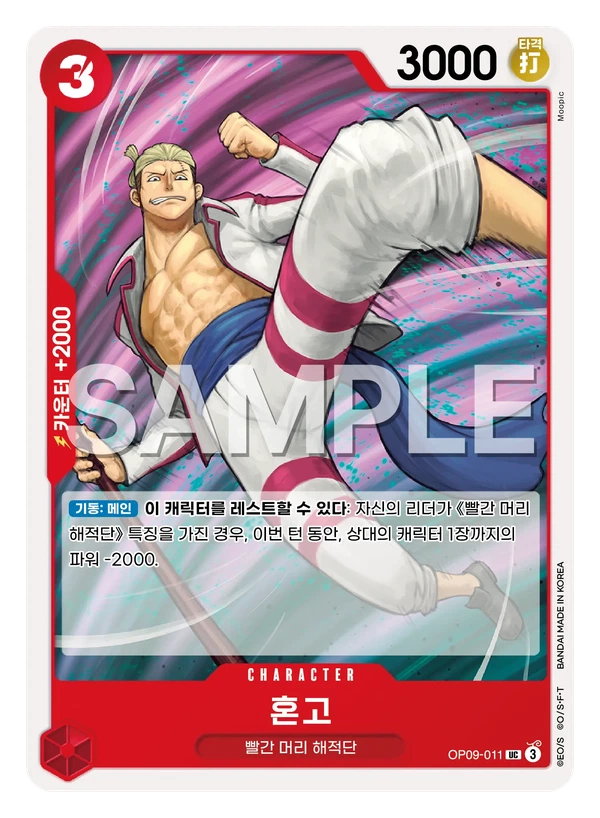 3
3000
타격
打
Moopic
카운터 +2000
SAMPLE
기동: 메인 이 캐릭터를 레스트할 수 있다: 자신의 리더가 《빨간 머리
해적단》 특징을 가진 경우, 이번 턴 동안, 상대의 캐릭터 1장까지의
파워 -2000.
CHARACTER
혼고
빨간 머리 해적단
OP09-011 UC 3
©EIO/S ©O/S·F·T BANDAI MADE IN KOREA